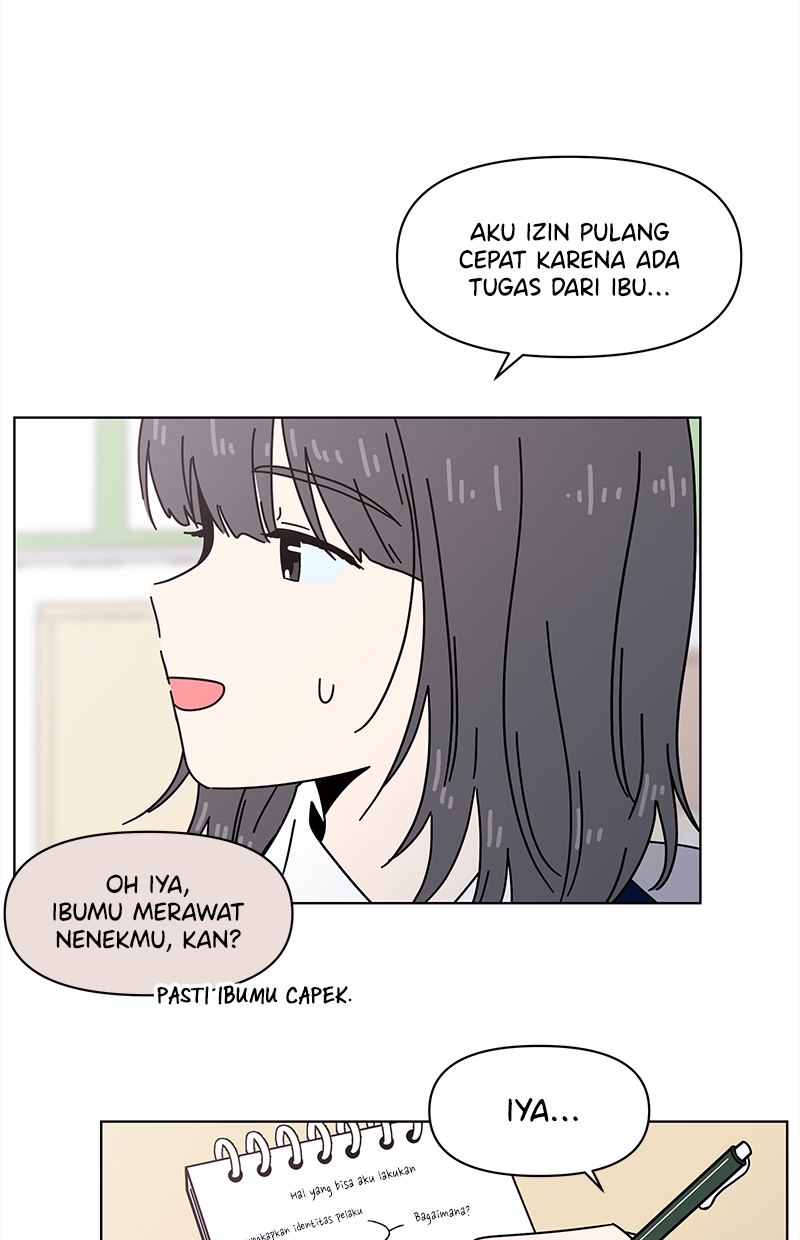 AKU IZIN PULANG
CEPAT KARENA ADA
TUGAS DARI IBU...
OH IYA,
IBUMU MERAWAT
NENEKMU, KAN?
PASTI IBUMU CAPEK.
IYA...
Hal yang bisa aku lakukan
identitas pelaku
Bagaimana?